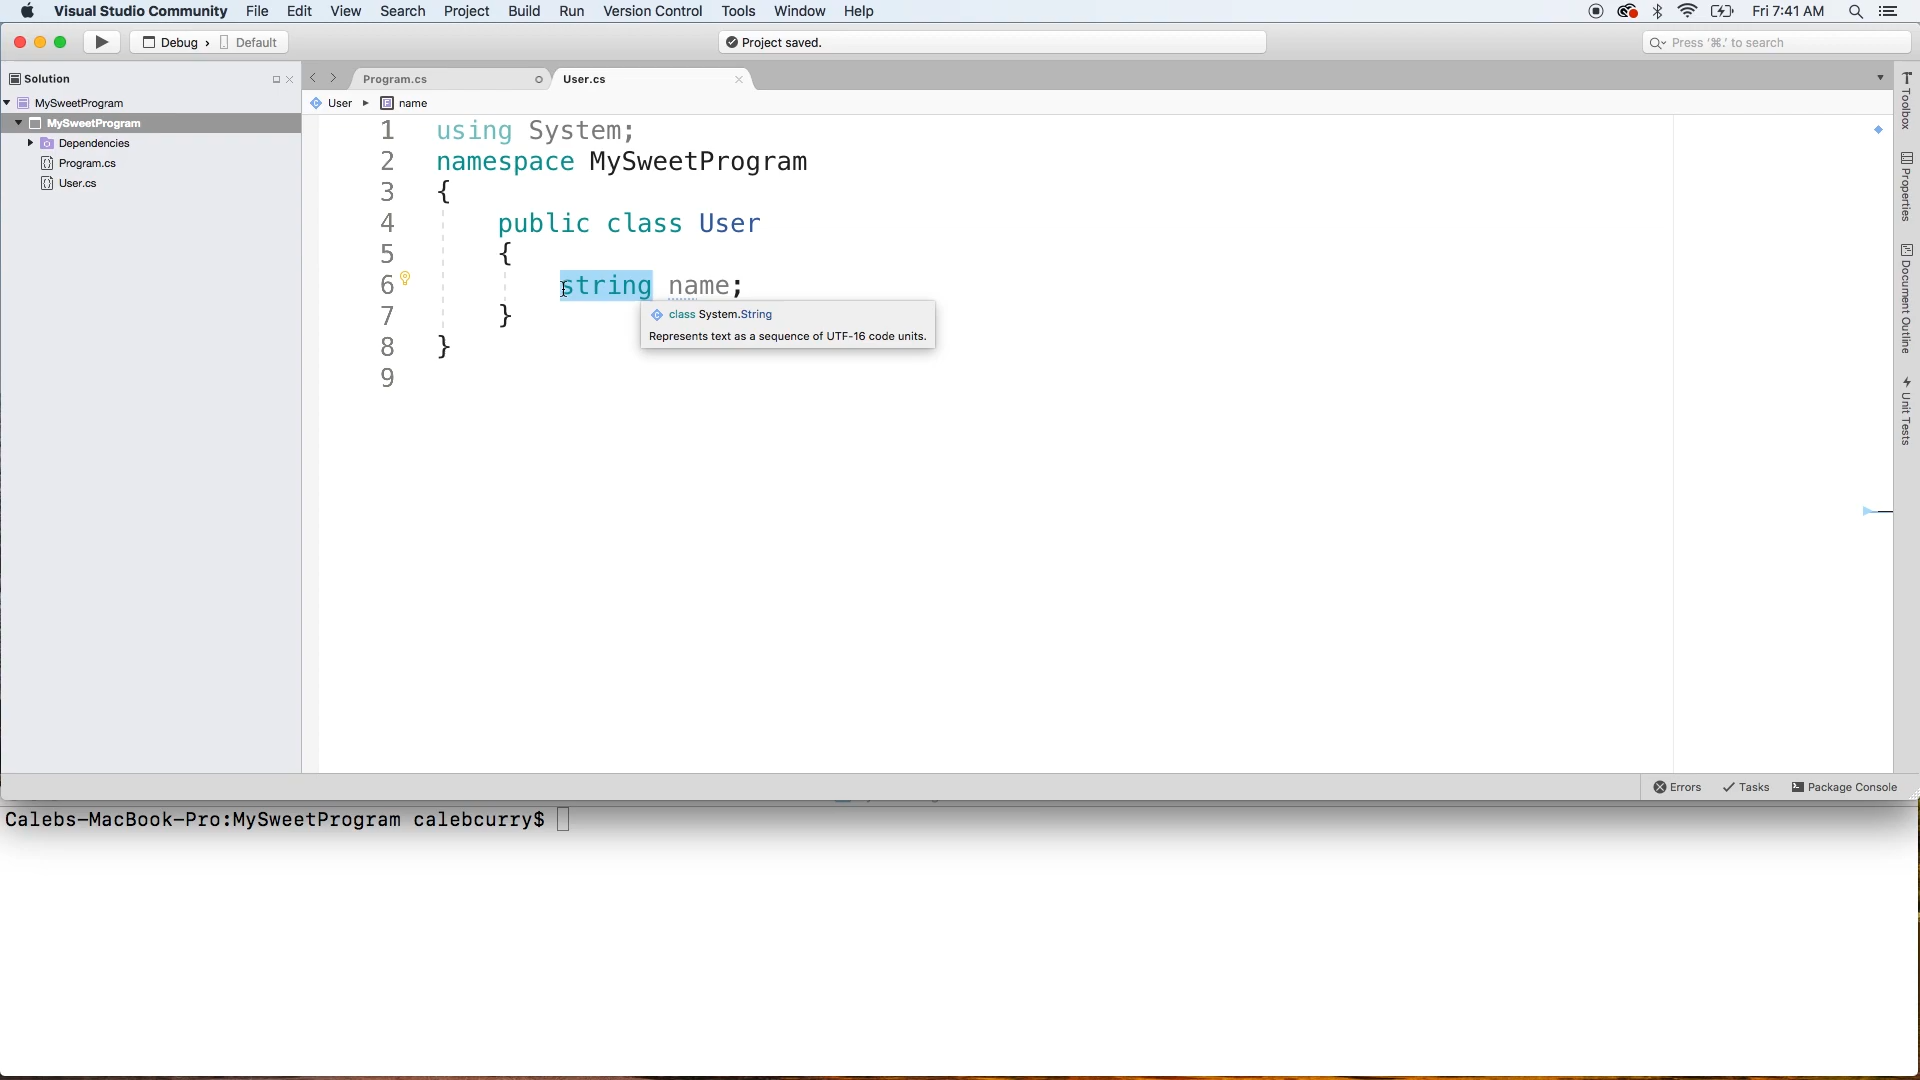 Visual Studio Community File Edit View Search Project Build Run Version Control Tools Window Help Fri 7:41 AM
Debug › Default Project saved. Press '⌘.' to search
Solution
MySweetProgram
MySweetProgram
Dependencies
Program.cs
User.cs
Program.cs User.cs
User ▸ name
1 using System;
2 namespace MySweetProgram
3 {
4 public class User
5 {
6 string name;
7 }
8 }
9
class System.String
Represents text as a sequence of UTF-16 code units.
Toolbox
Properties
Document Outline
Unit Tests
Errors Tasks Package Console
Calebs-MacBook-Pro:MySweetProgram calebcurry$